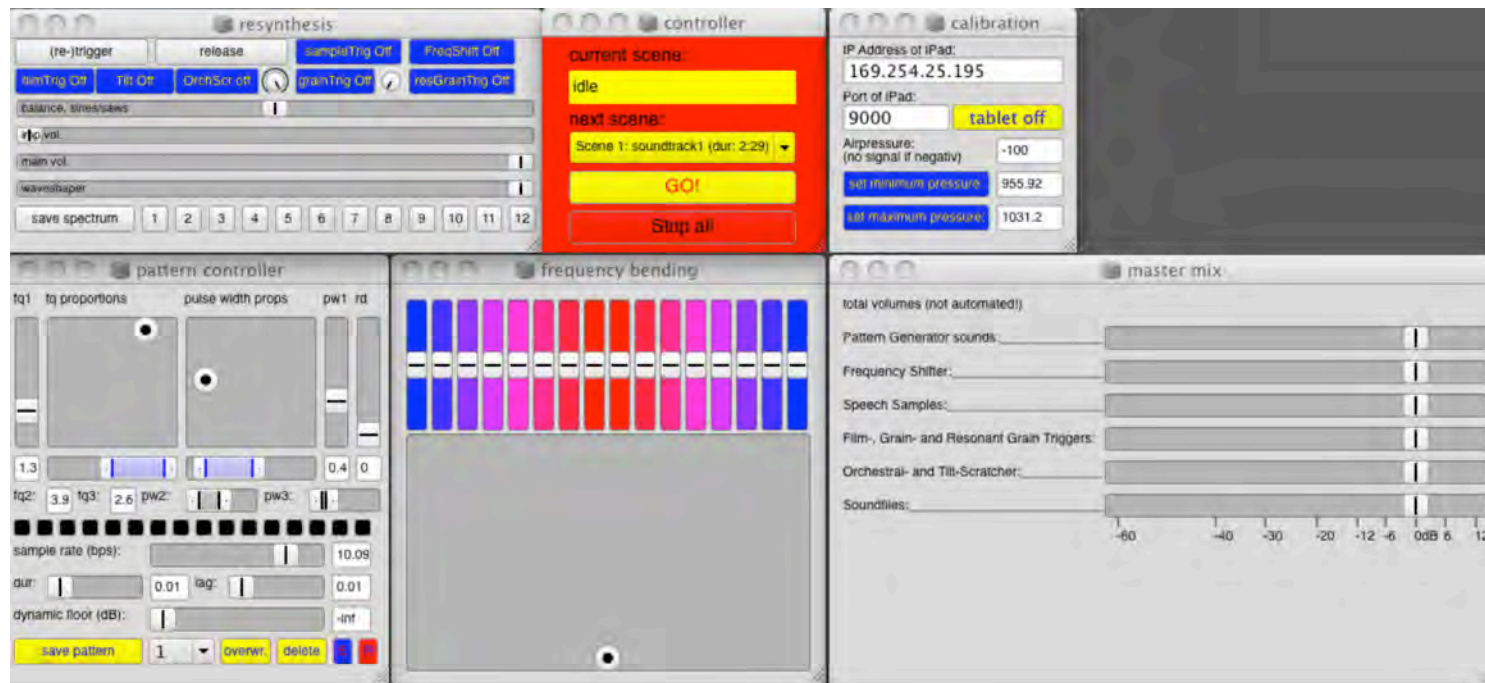 resynthesis
(re-)trigger release sampleTrig Off FreqShift Off
filmTrig Off Tilt Off OrchScr off grainTrig Off resGrainTrig Off
balance, sines/saws
inp vol.
main vol.
waveshaper
save spectrum 1 2 3 4 5 6 7 8 9 10 11 12
controller
current scene:
idle
next scene:
Scene 1: soundtrack1 (dur: 2:29)
GO!
Stop all
calibration
IP Address of iPad:
169.254.25.195
Port of iPad:
9000 tablet off
Airpressure:
(no signal if negativ) -100
set minimum pressure: 955.92
set maximum pressure: 1031.2
pattern controller
fq1 fq proportions pulse width props pw1 rd
1.3 0.4 0
fq2: 3.9 fq3: 2.6 pw2: pw3:
sample rate (bps): 10.09
dur: 0.01 lag: 0.01
dynamic floor (dB): -inf
save pattern 1 overwr. delete
frequency bending
master mix
total volumes (not automated!)
Pattern Generator sounds:
Frequency Shifter:
Speech Samples:
Film-, Grain- and Resonant Grain Triggers:
Orchestral- and Tilt-Scratcher:
Soundfiles:
-60 -40 -30 -20 -12 -6 0dB 6 12